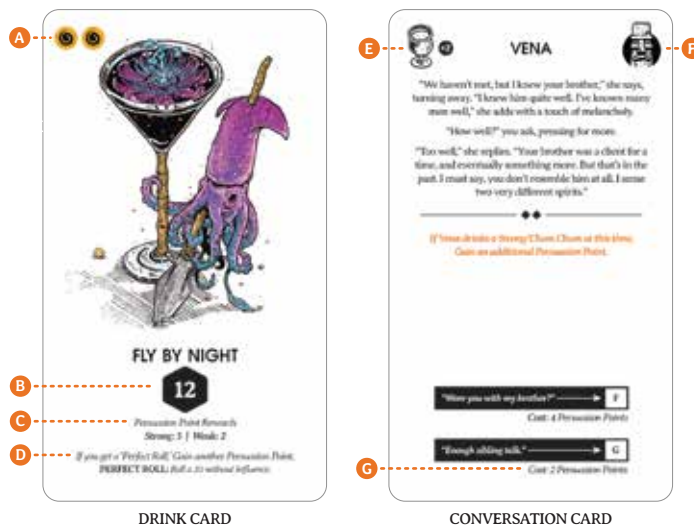 A
FLY BY NIGHT
B
12
C
Persuasion Point Rewards
Strong: 3 | Weak: 2
D
If you get a 'Perfect Roll,' Gain another Persuasion Point.
PERFECT ROLL: Roll a 10 without Influence.
DRINK CARD
E
VENA
F
"We haven't met, but I knew your brother," she says,
turning away. "I knew him quite well. I've known many
men well," she adds with a touch of melancholy.
"How well?" you ask, pressing for more.
"Too well," she replies. "Your brother was a client for a
time, and eventually something more. But that's in the
past. I must say, you don't resemble him at all. I sense
two very different spirits."
If Vena drinks a Strong Chum Chum at this time,
Gain an additional Persuasion Point.
"Were you with my brother?" F
Cost: 4 Persuasion Points
"Enough sibling talk." G
G
Cost: 2 Persuasion Points
CONVERSATION CARD